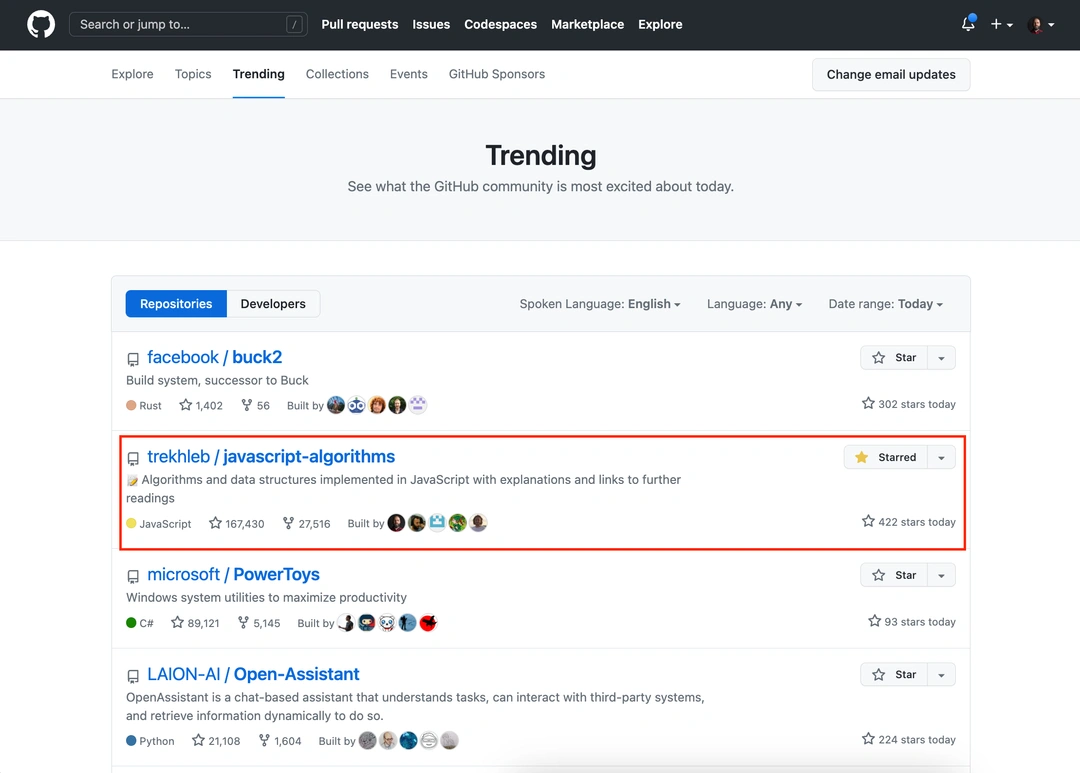 Search or jump to... /
Pull requests Issues Codespaces Marketplace Explore
Explore Topics Trending Collections Events GitHub Sponsors
Change email updates
Trending
See what the GitHub community is most excited about today.
Repositories Developers
Spoken Language: English Language: Any Date range: Today
facebook / buck2
Star
Build system, successor to Buck
Rust 1,402 56 Built by
302 stars today
trekhleb / javascript-algorithms
Starred
Algorithms and data structures implemented in JavaScript with explanations and links to further
readings
JavaScript 167,430 27,516 Built by
422 stars today
microsoft / PowerToys
Star
Windows system utilities to maximize productivity
C# 89,121 5,145 Built by
93 stars today
LAION-AI / Open-Assistant
Star
OpenAssistant is a chat-based assistant that understands tasks, can interact with third-party systems,
and retrieve information dynamically to do so.
Python 21,108 1,604 Built by
224 stars today